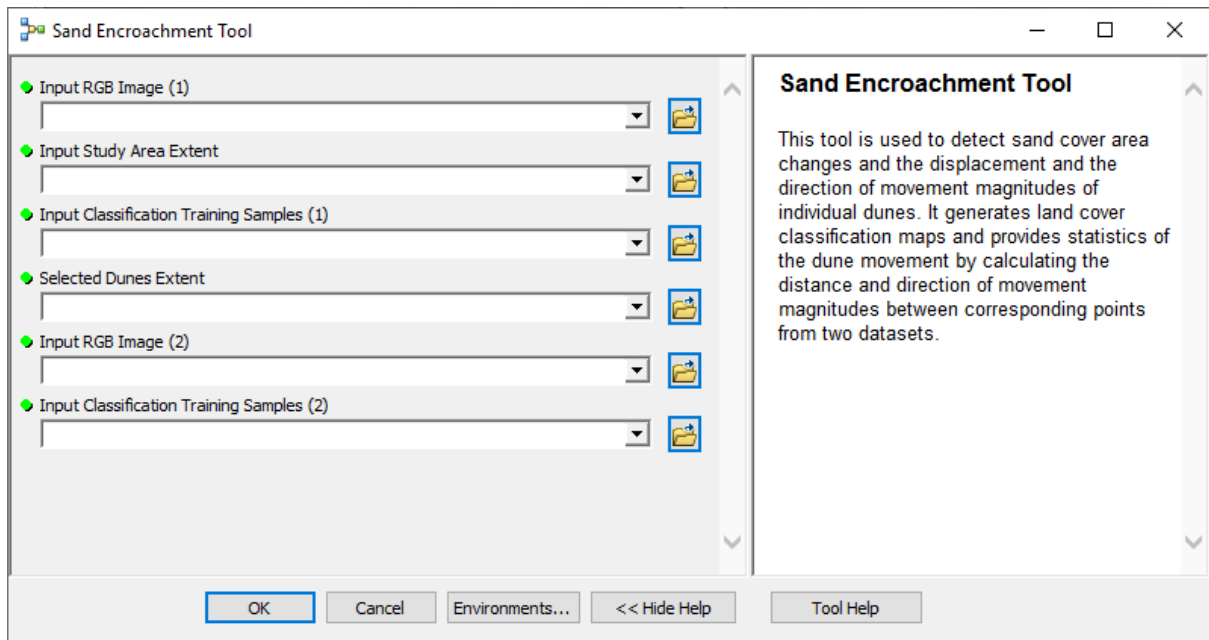 Sand Encroachment Tool
Input RGB Image (1)
Input Study Area Extent
Input Classification Training Samples (1)
Selected Dunes Extent
Input RGB Image (2)
Input Classification Training Samples (2)
Sand Encroachment Tool
This tool is used to detect sand cover area
changes and the displacement and the
direction of movement magnitudes of
individual dunes. It generates land cover
classification maps and provides statistics of
the dune movement by calculating the
distance and direction of movement
magnitudes between corresponding points
from two datasets.
OK
Cancel
Environments...
<< Hide Help
Tool Help